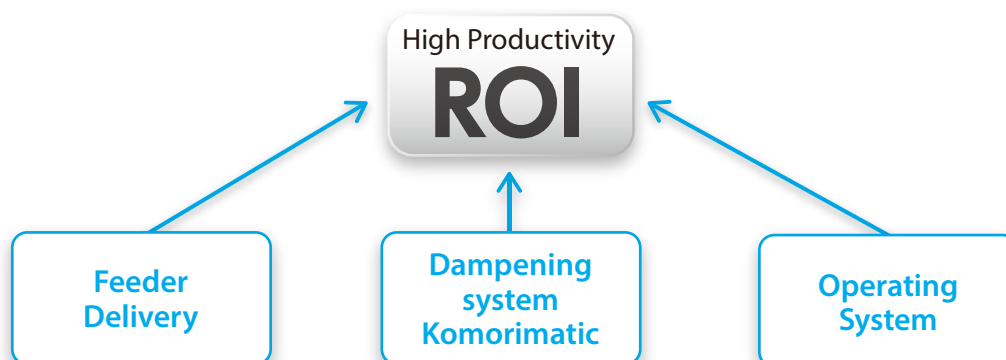 High Productivity
ROI
Feeder
Delivery
Dampening
system
Komorimatic
Operating
System